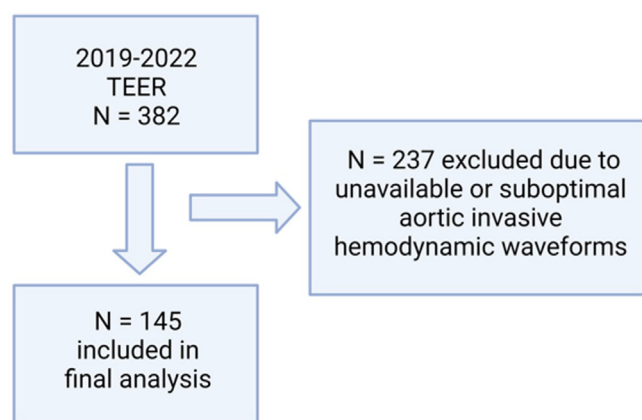 2019-2022
TEER
N = 382
N = 237 excluded due to
unavailable or suboptimal
aortic invasive
hemodynamic waveforms
N = 145
included in
final analysis